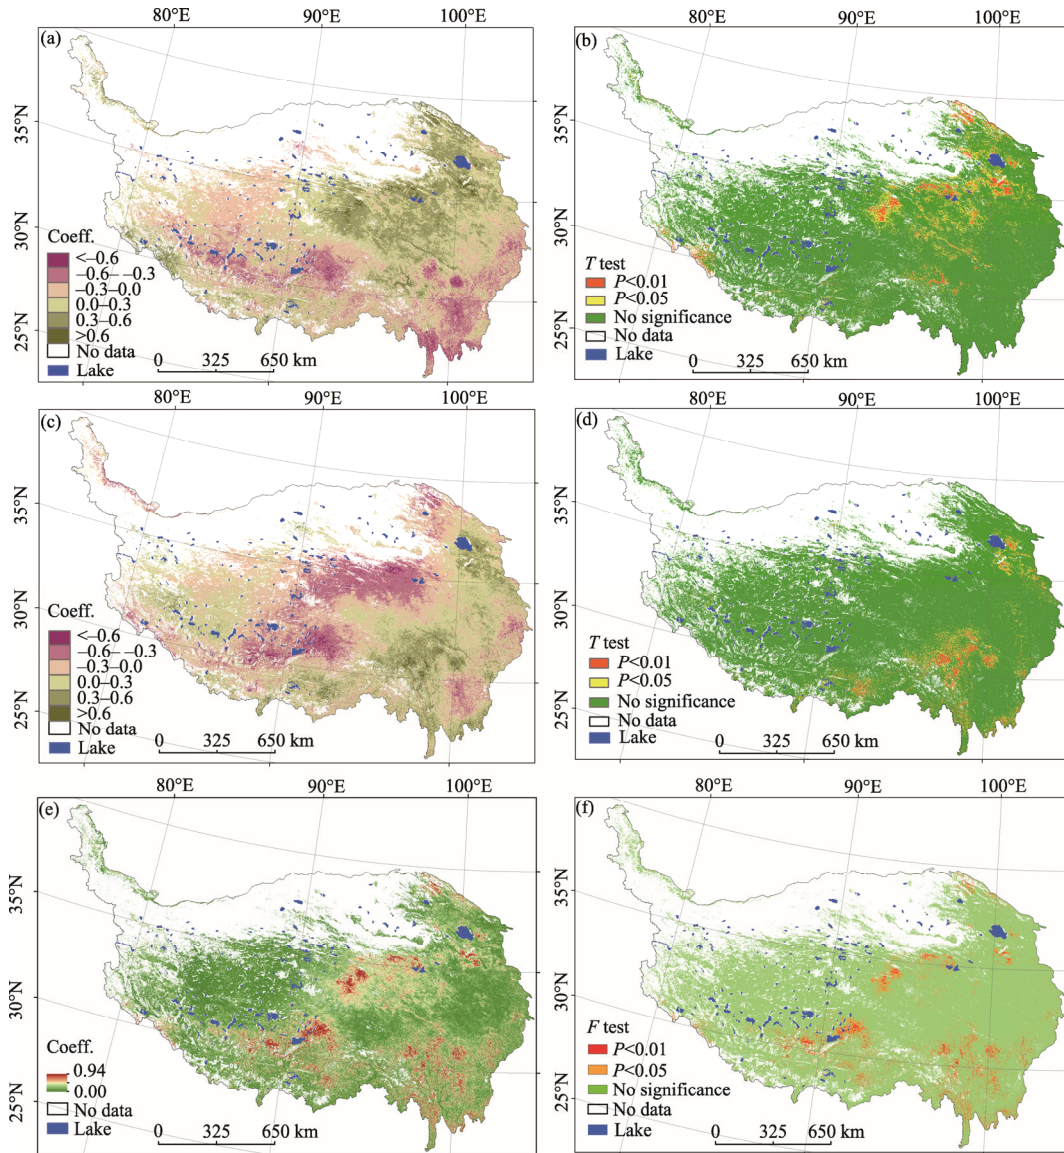 80°E 90°E 100°E
(a)
35°N
30°N
25°N
Coeff.
<–0.6
–0.6– –0.3
–0.3–0.0
0.0–0.3
0.3–0.6
>0.6
No data
Lake
0 325 650 km
80°E 90°E 100°E
(b)
35°N
30°N
25°N
T test
P<0.01
P<0.05
No significance
No data
Lake
0 325 650 km
80°E 90°E 100°E
(c)
35°N
30°N
25°N
Coeff.
<–0.6
–0.6– –0.3
–0.3–0.0
0.0–0.3
0.3–0.6
>0.6
No data
Lake
0 325 650 km
80°E 90°E 100°E
(d)
35°N
30°N
25°N
T test
P<0.01
P<0.05
No significance
No data
Lake
0 325 650 km
80°E 90°E 100°E
(e)
35°N
30°N
25°N
Coeff.
0.94
0.00
No data
Lake
0 325 650 km
80°E 90°E 100°E
(f)
35°N
30°N
25°N
F test
P<0.01
P<0.05
No significance
No data
Lake
0 325 650 km